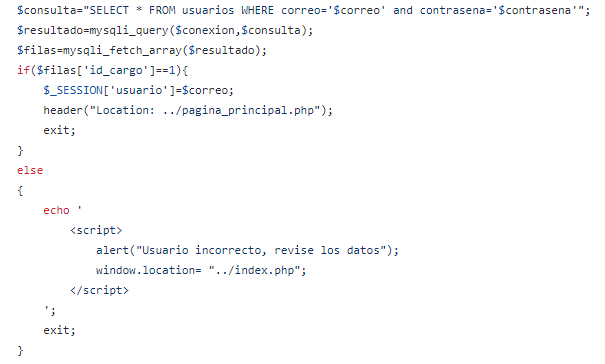 $consulta="SELECT * FROM usuarios WHERE correo='$correo' and contrasena='$contrasena'";
$resultado=mysqli_query($conexion,$consulta);
$filas=mysqli_fetch_array($resultado);
if($filas['id_cargo']==1){
    $_SESSION['usuario']=$correo;
    header("Location: ../pagina_principal.php");
    exit;
}
else
{
    echo '
        <script>
            alert("Usuario incorrecto, revise los datos");
            window.location= "../index.php";
        </script>
    ';
    exit;
}